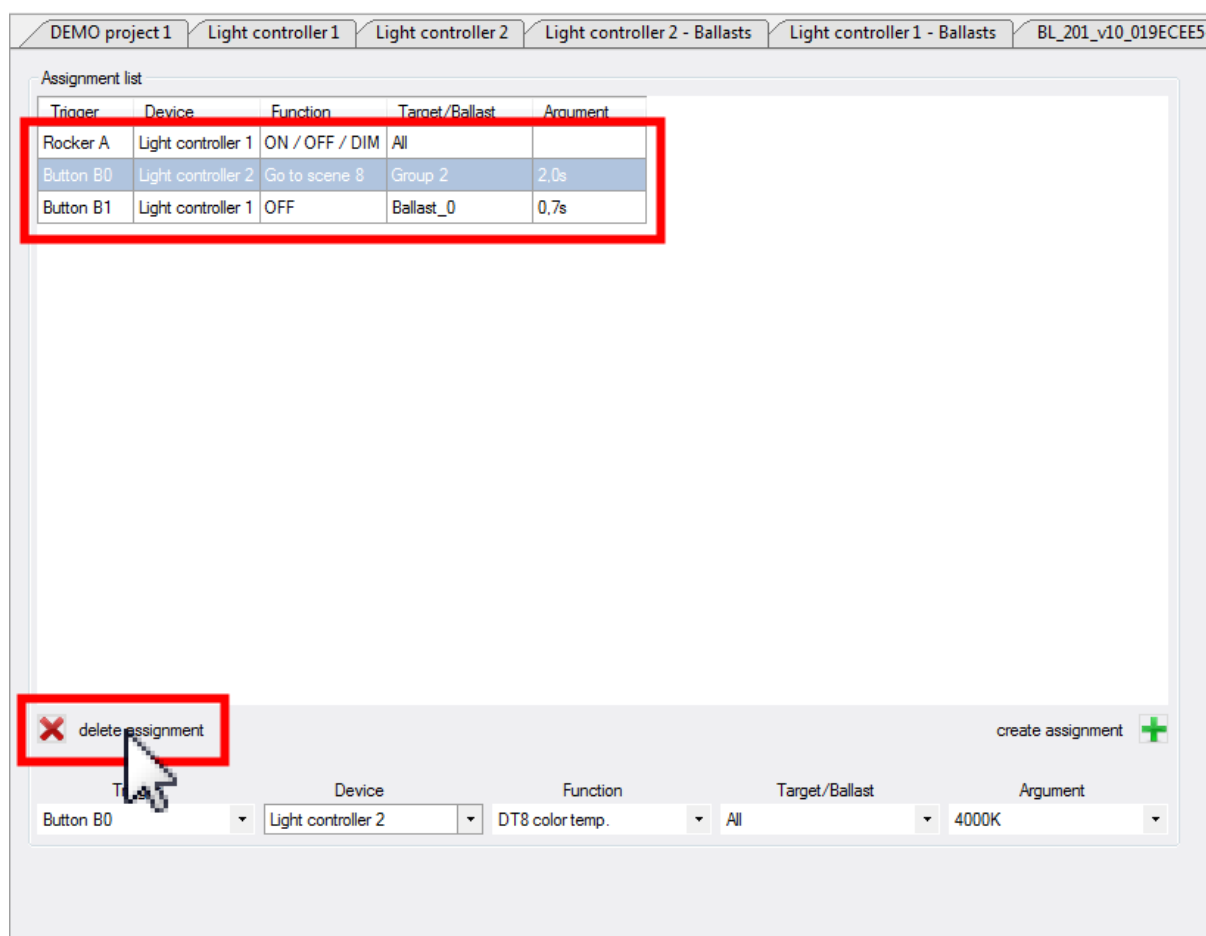 DEMO project 1 Light controller 1 Light controller 2 Light controller 2 - Ballasts Light controller 1 - Ballasts BL_201_v10_019ECEE5
Assignment list
Trigger Device Function Target/Ballast Argument
Rocker A Light controller 1 ON / OFF / DIM All
Button B0 Light controller 2 Go to scene 8 Group 2 2,0s
Button B1 Light controller 1 OFF Ballast_0 0,7s
delete assignment create assignment
Device Function Target/Ballast Argument
Button B0 Light controller 2 DT8 color temp. All 4000K